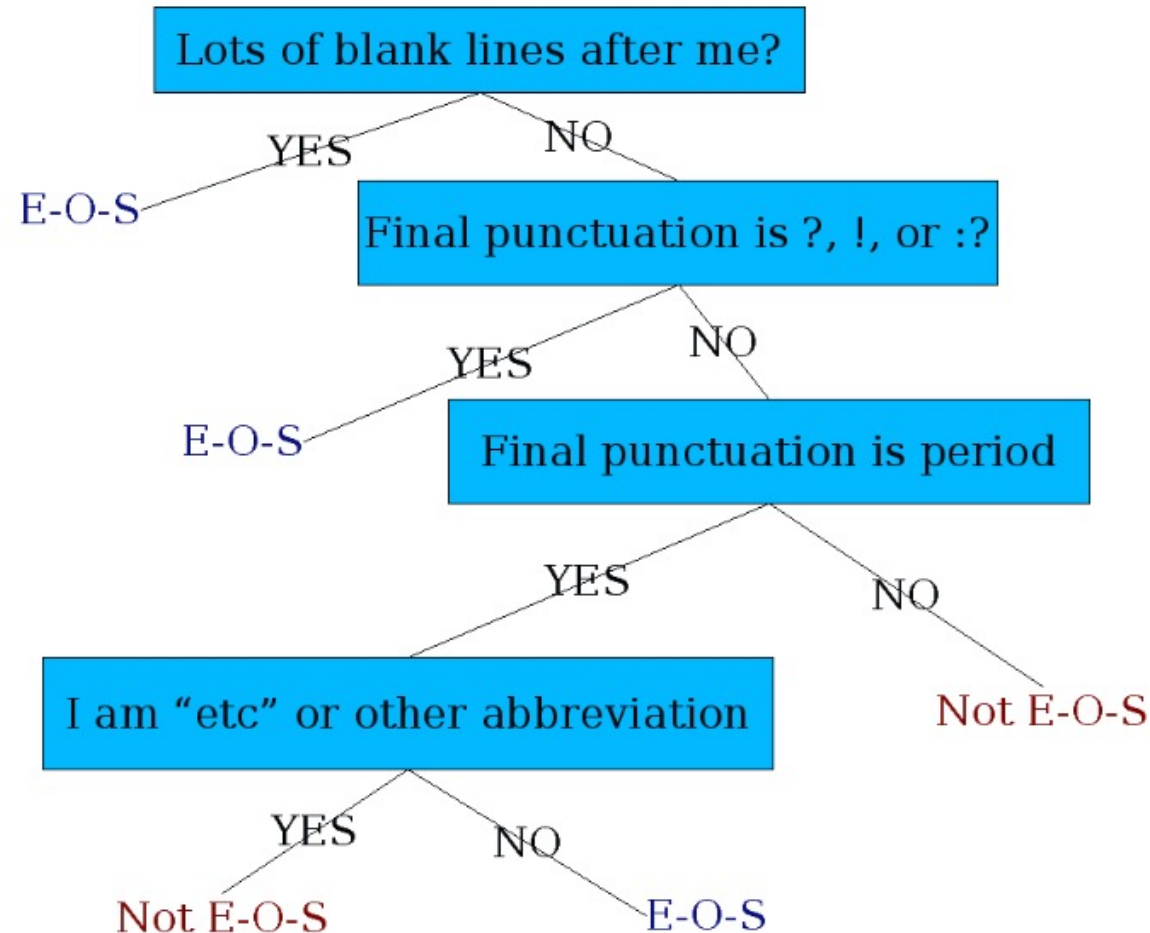 Lots of blank lines after me?
YES
NO
E-O-S
Final punctuation is ?, !, or :?
YES
NO
E-O-S
Final punctuation is period
YES
NO
I am “etc” or other abbreviation
Not E-O-S
YES
NO
Not E-O-S
E-O-S